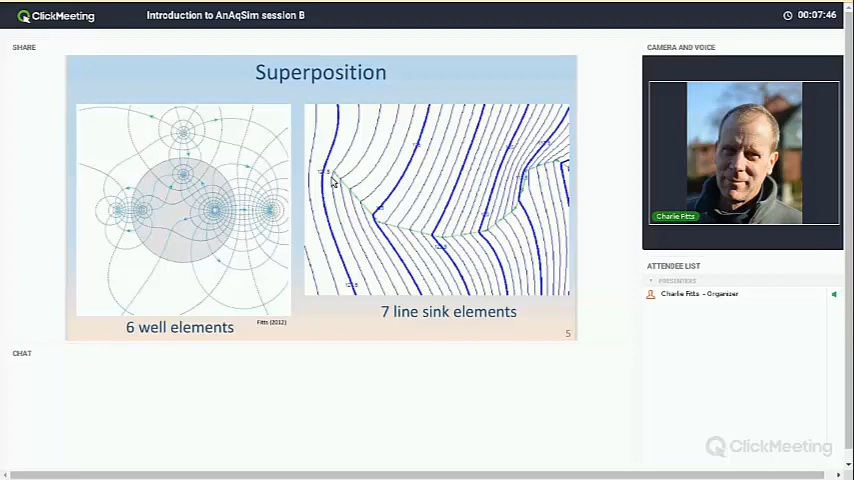 ClickMeeting
Introduction to AnAqSim session B
00:07:46
SHARE
CAMERA AND VOICE
Superposition
6 well elements
Fitts (2012)
7 line sink elements
5
Charlie Fitts
ATTENDEE LIST
PRESENTERS
Charlie Fitts - Organizer
CHAT
ClickMeeting